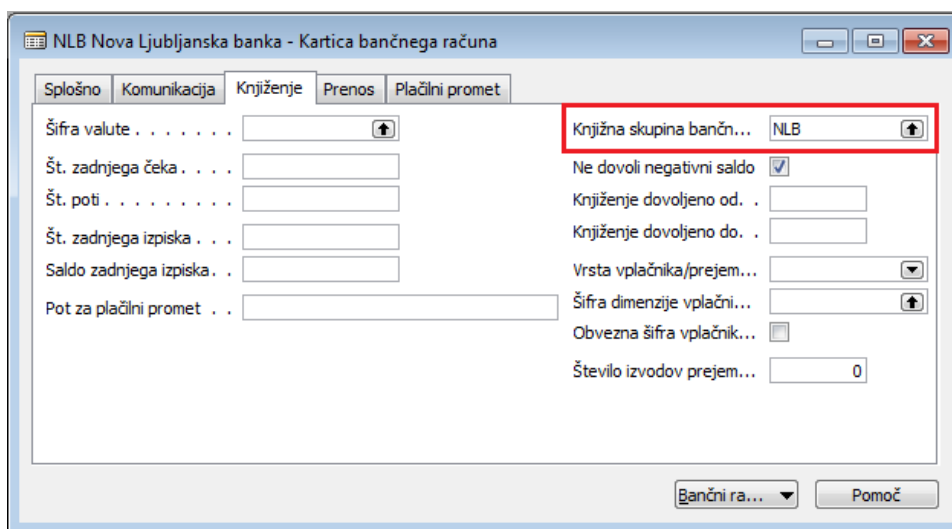 NLB Nova Ljubljanska banka - Kartica bančnega računa
Splošno Komunikacija Knjiženje Prenos Plačilni promet
Šifra valute . . . . . . .
Št. zadnjega čeka . . . .
Št. poti . . . . . . . . .
Št. zadnjega izpiska . . .
Saldo zadnjega izpiska . .
Pot za plačilni promet . .
Knjižna skupina bančn... NLB
Ne dovoli negativni saldo
Knjiženje dovoljeno od. .
Knjiženje dovoljeno do. .
Vrsta vplačnika/prejem...
Šifra dimenzije vplačni...
Obvezna šifra vplačnik...
Število izvodov prejem... 0
Bančni ra... Pomoč